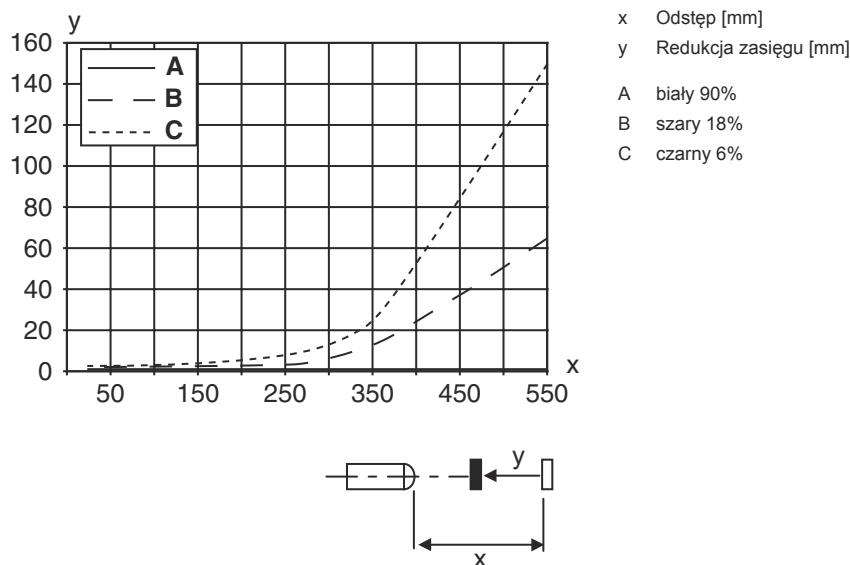 y
160
140
120
100
80
60
40
20
0
A
B
C
50 150 250 350 450 550
x
x Odstęp [mm]
y Redukcja zasięgu [mm]
A biały 90%
B szary 18%
C czarny 6%
y
x